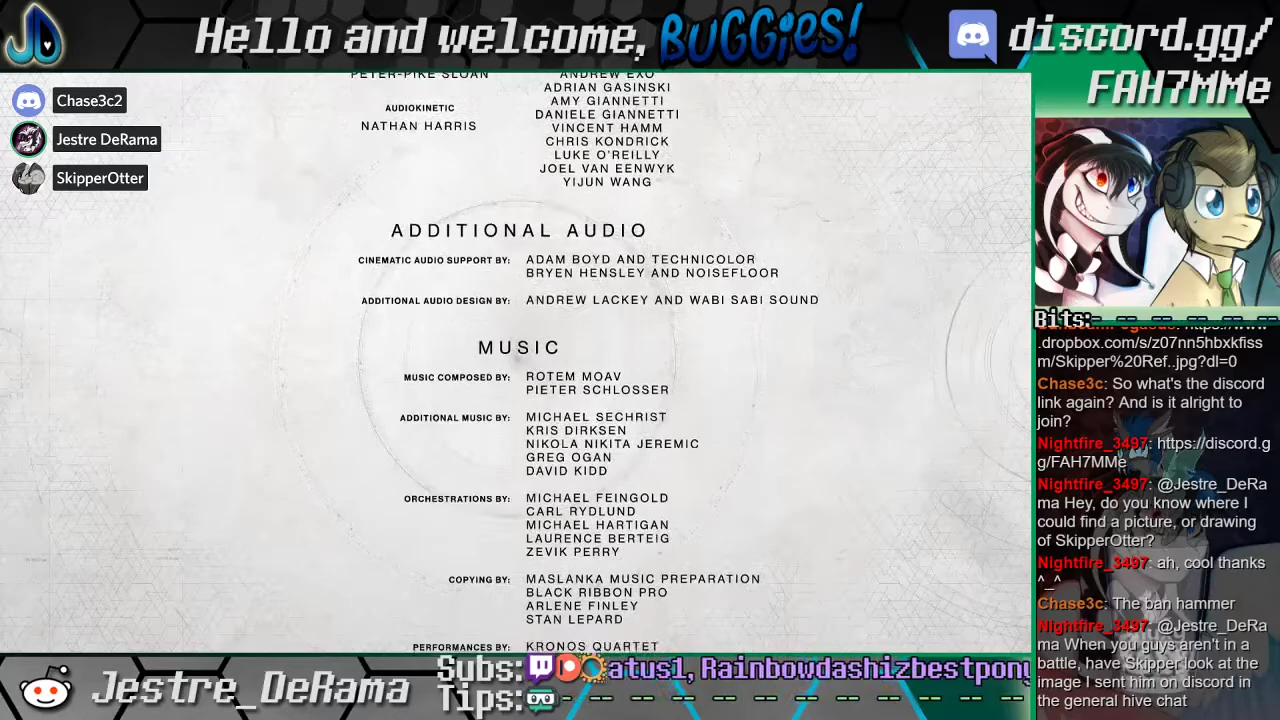 Hello and welcome, BUGGIES!
discord.gg/
FAH7MMe
Chase3c2
Jestre DeRama
SkipperOtter
PETER-PIKE SLOAN
AUDIOKINETIC
NATHAN HARRIS
ANDREW EXO
ADRIAN GASINSKI
AMY GIANNETTI
DANIELE GIANNETTI
VINCENT HAMM
CHRIS KONDRICK
LUKE O'REILLY
JOEL VAN EENWYK
YIJUN WANG
ADDITIONAL AUDIO
CINEMATIC AUDIO SUPPORT BY: ADAM BOYD AND TECHNICOLOR
BRYEN HENSLEY AND NOISEFLOOR
ADDITIONAL AUDIO DESIGN BY: ANDREW LACKEY AND WABI SABI SOUND
MUSIC
MUSIC COMPOSED BY: ROTEM MOAV
PIETER SCHLOSSER
ADDITIONAL MUSIC BY: MICHAEL SECHRIST
KRIS DIRKSEN
NIKOLA NIKITA JEREMIC
GREG OGAN
DAVID KIDD
ORCHESTRATIONS BY: MICHAEL FEINGOLD
CARL RYDLUND
MICHAEL HARTIGAN
LAURENCE BERTEIG
ZEVIK PERRY
COPYING BY: MASLANKA MUSIC PREPARATION
BLACK RIBBON PRO
ARLENE FINLEY
STAN LEPARD
PERFORMANCES BY: KRONOS QUARTET
Bits:-- -- -- -- -- --
https://www
.dropbox.com/s/z07nn5hbxkfiss
m/Skipper%20Ref..jpg?dl=0
Chase3c: So what's the discord
link again? And is it alright to
join?
Nightfire_3497: https://discord.g
g/FAH7MMe
Nightfire_3497: @Jestre_DeRa
ma Hey, do you know where I
could find a picture, or drawing
of SkipperOtter?
Nightfire_3497: ah, cool thanks
^_^
Chase3c: The ban hammer
Nightfire_3497: @Jestre_DeRa
ma When you guys aren't in a
battle, have Skipper look at the
image I sent him on discord in
the general hive chat
Jestre_DeRama
Subs: atus1, Rainbowdashizbestpony
Tips: -- -- -- -- -- -- -- --